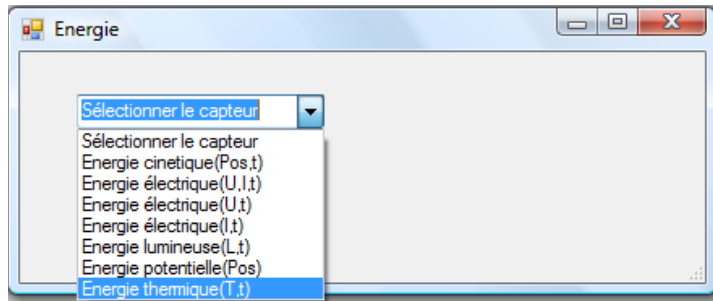 Energie
Sélectionner le capteur
Sélectionner le capteur
Energie cinetique(Pos,t)
Energie électrique(U,I,t)
Energie électrique(U,t)
Energie électrique(I,t)
Energie lumineuse(L,t)
Energie potentielle(Pos)
Energie thermique(T,t)